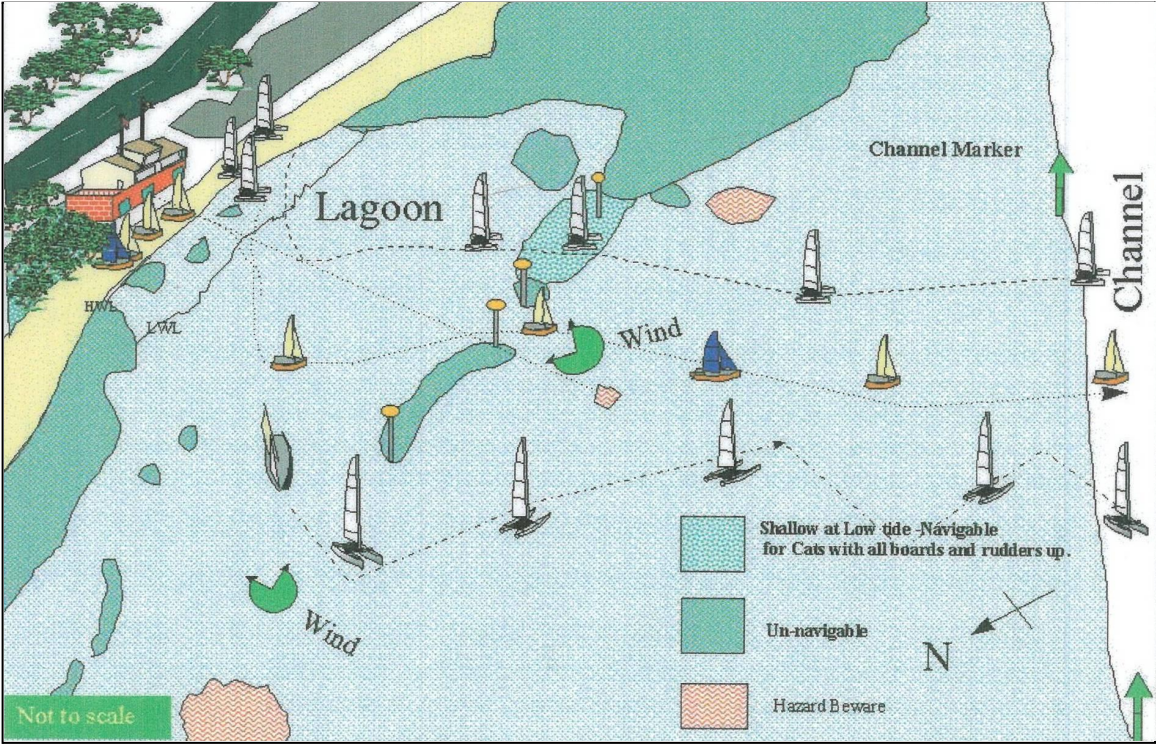 Channel Marker
Channel
Lagoon
HWL
LWL
Wind
Shallow at Low tide -Navigable
for Cats with all boards and rudders up.
Wind
Un-navigable
N
Hazard Beware
Not to scale